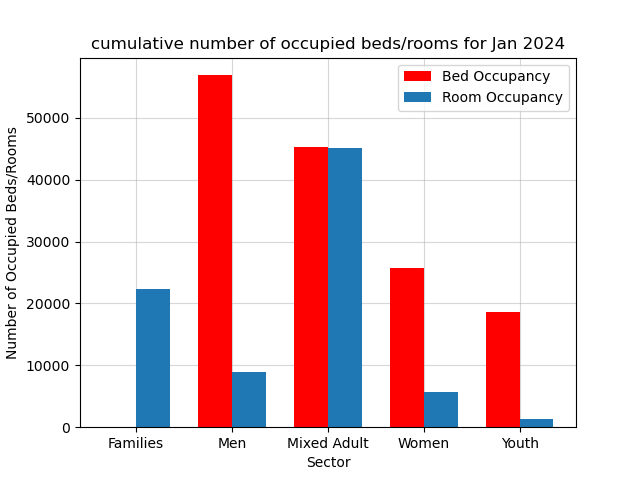 cumulative number of occupied beds/rooms for Jan 2024
Bed Occupancy
Room Occupancy
Number of Occupied Beds/Rooms
50000
40000
30000
20000
10000
0
Families Men Mixed Adult Women Youth
Sector